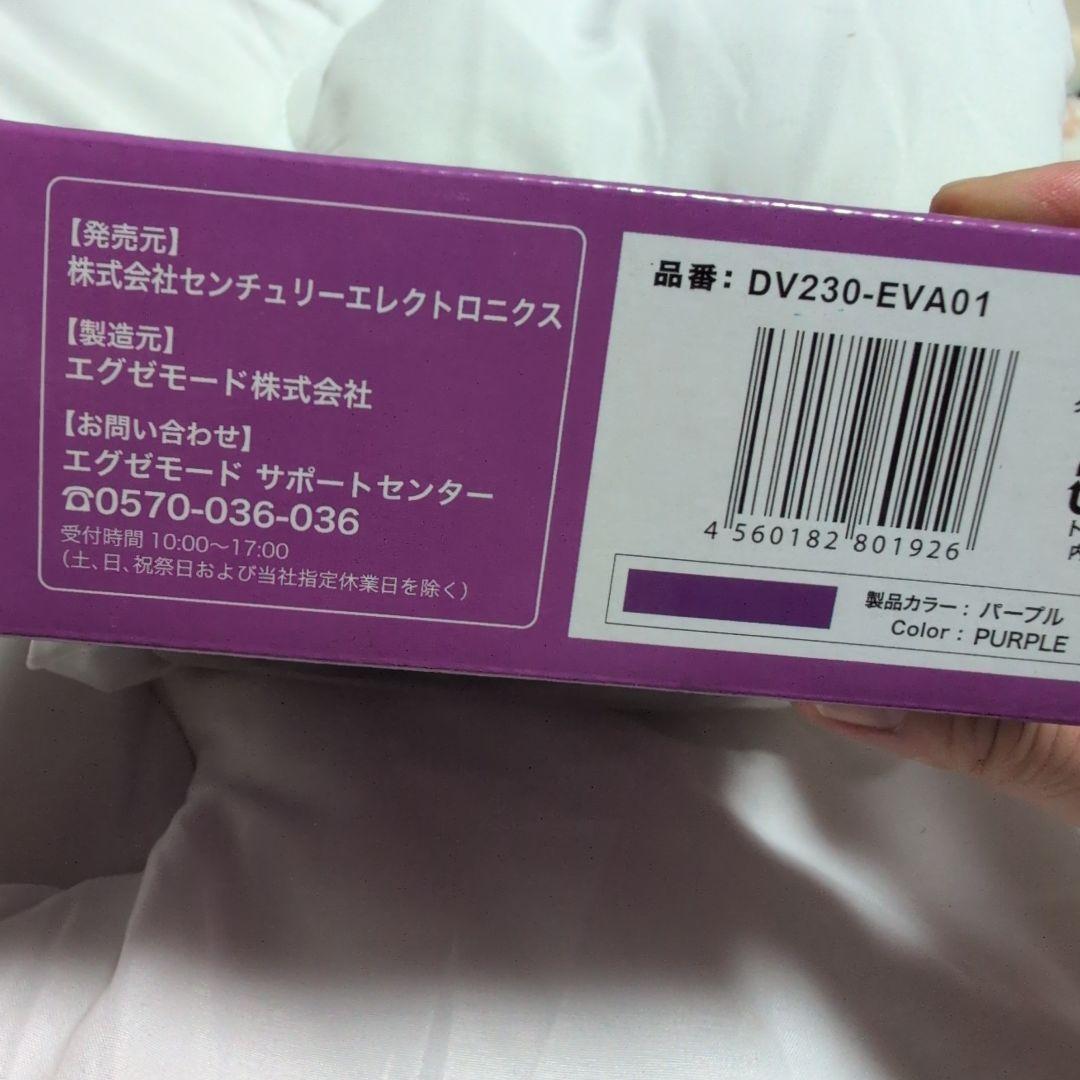 【発売元】
株式会社センチュリーエレクトロニクス
【製造元】
エグゼモード株式会社
【お問い合わせ】
エグゼモード サポートセンター
☎0570-036-036
受付時間 10:00～17:00
（土、日、祝祭日および当社指定休業日を除く）
品番：DV230-EVA01
4 560182 801926
製品カラー：パープル
Color：PURPLE